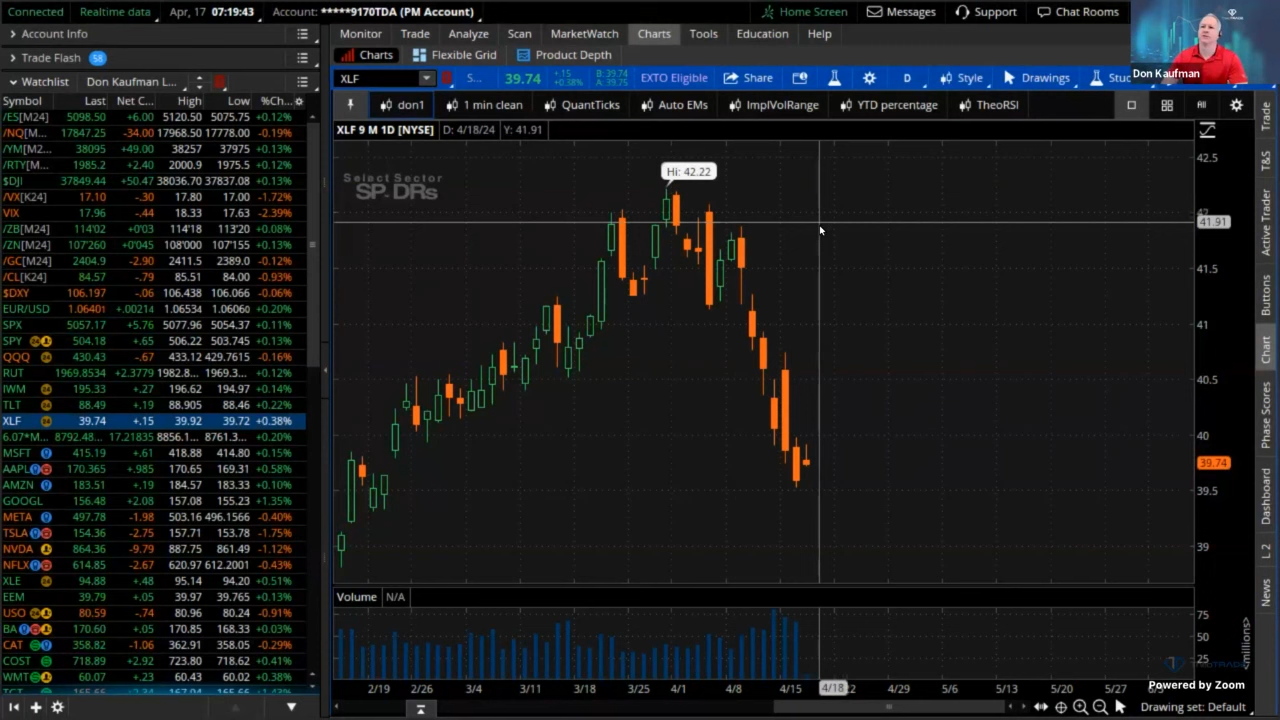 Connected Realtime data Apr, 17 07:19:43 Account: *****9170TDA (PM Account) Home Screen Messages Support Chat Rooms
Account Info
Trade Flash 58
Watchlist Don Kaufman L...
Monitor Trade Analyze Scan MarketWatch Charts Tools Education Help
Charts Flexible Grid Product Depth
XLF S... 39.74 +.15 +0.38% B: 39.74 A: 39.75 EXTO Eligible Share D Style Drawings Stuc
Don Kaufman
don1 1 min clean QuantTicks Auto EMs ImplVolRange YTD percentage TheoRSI All
XLF 9 M 1D [NYSE] D: 4/18/24 Y: 41.91
Symbol Last Net C... High Low %Ch...
/ES[M24] 5098.50 +6.00 5120.50 5075.75 +0.12%
/NQ[M... 17847.25 -34.00 17968.50 17778.00 -0.19%
/YM[M2... 38095 +49.00 38257 37975 +0.13%
/RTY[M... 1985.2 +2.40 2000.9 1975.5 +0.12%
$DJI 37849.44 +50.47 38036.70 37837.08 +0.13%
/VX[K24] 17.10 -.30 17.80 17.00 -1.72%
VIX 17.96 -.44 18.33 17.63 -2.39%
/ZB[M24] 114'02 +0'03 114'18 113'20 +0.08%
/ZN[M24] 107'260 +0'045 108'000 107'155 +0.13%
/GC[M24] 2404.9 -2.90 2411.5 2389.0 -0.12%
/CL[K24] 84.57 -.79 85.51 84.00 -0.93%
$DXY 106.197 -.06 106.438 106.066 -0.06%
EUR/USD 1.06401 +.00214 1.06534 1.06060 +0.20%
SPX 5057.17 +5.76 5077.96 5054.37 +0.11%
SPY 504.18 +.65 506.22 503.745 +0.13%
QQQ 430.43 -.67 433.12 429.7615 -0.16%
RUT 1969.8534 +2.3779 1982.8... 1969.3... +0.12%
IWM 195.33 +.27 196.62 194.97 +0.14%
TLT 88.49 +.19 88.905 88.46 +0.22%
XLF 39.74 +.15 39.92 39.72 +0.38%
6.07*M... 8792.48... 17.21835 8856.1... 8761.3... +0.20%
MSFT 415.19 +.61 418.88 414.80 +0.15%
AAPL 170.365 +.985 170.65 169.31 +0.58%
AMZN 183.51 +.19 184.57 183.33 +0.10%
GOOGL 156.48 +2.08 157.08 155.23 +1.35%
META 497.78 -1.98 503.16 496.1566 -0.40%
TSLA 154.36 -2.75 157.71 153.78 -1.75%
NVDA 864.36 -9.79 887.75 861.49 -1.12%
NFLX 614.85 -2.67 620.97 612.2001 -0.43%
XLE 94.88 +.48 95.14 94.20 +0.51%
EEM 39.79 +.05 39.97 39.765 +0.13%
USO 80.59 -.74 80.96 80.24 -0.91%
BA 170.60 +.05 170.85 168.33 +0.03%
CAT 358.82 -1.06 362.91 358.05 -0.29%
COST 718.89 +2.92 723.80 718.62 +0.41%
WMT 60.07 +.23 60.43 60.02 +0.38%
Select Sector
SPDRs
Hi: 42.22
42.5
41.91
41.5
41
40.5
40
39.74
39.5
39
Volume N/A
75
50
25
<millions>
2/19 2/26 3/4 3/11 3/18 3/25 4/1 4/8 4/15 4/18 4/29 5/6 5/13 5/20 5/27
Powered by Zoom
Drawing set: Default
Trade
T&S
Active Trader
Buttons
Chart
Phase Scores
Dashboard
L 2
News